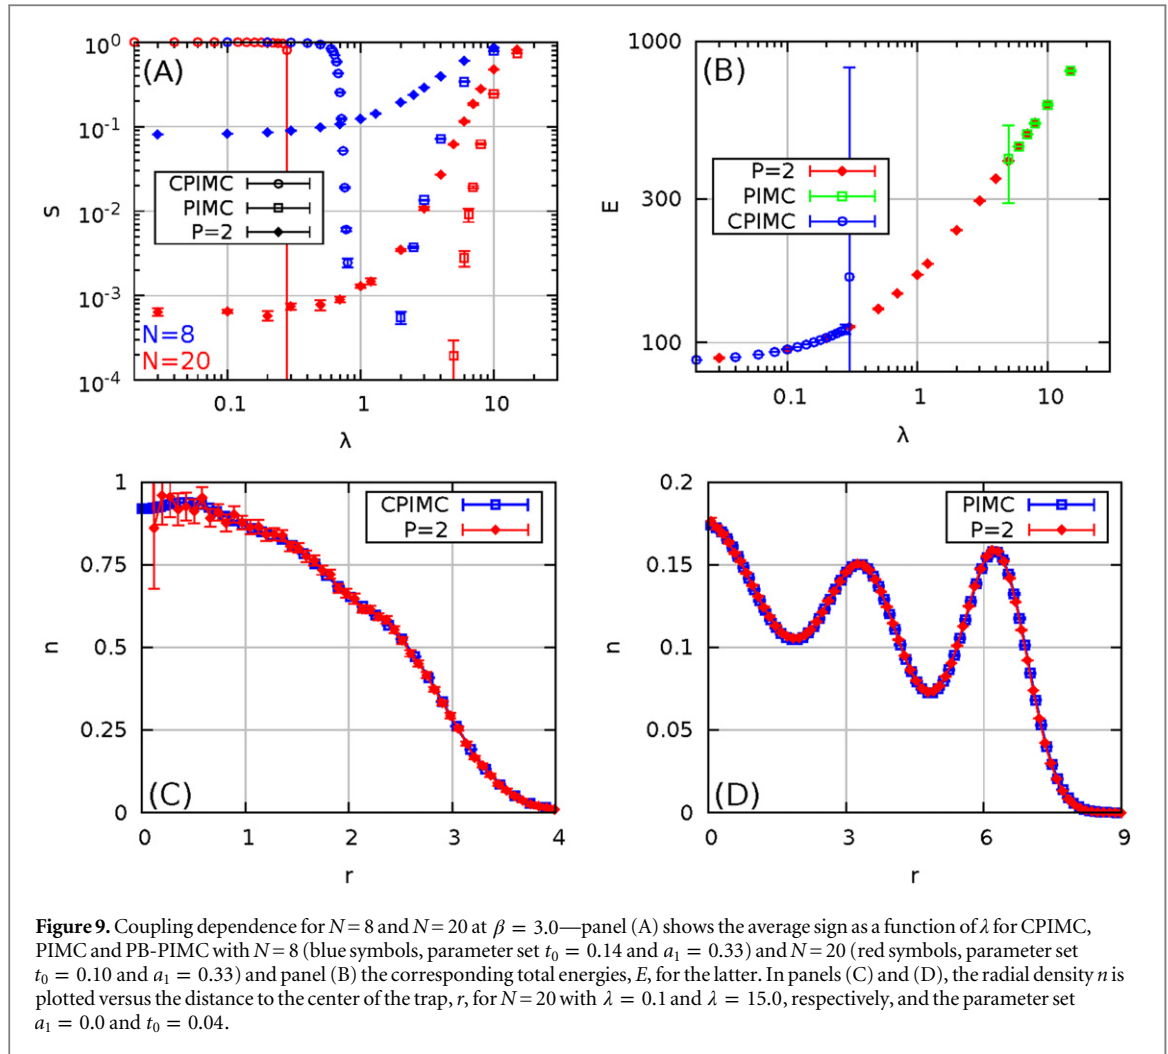 10⁰
10⁻¹
10⁻²
10⁻³
10⁻⁴
S
(A)
CPIMC
PIMC
P=2
N=8
N=20
0.1 1 10
λ
1000
300
100
E
(B)
P=2
PIMC
CPIMC
0.1 1 10
λ
1
0.75
0.5
0.25
0
n
CPIMC
P=2
(C)
0 1 2 3 4
r
0.2
0.15
0.1
0.05
0
n
PIMC
P=2
(D)
0 3 6 9
r
Figure 9. Coupling dependence for N = 8 and N = 20 at β = 3.0—panel (A) shows the average sign as a function of λ for CPIMC,
PIMC and PB-PIMC with N = 8 (blue symbols, parameter set t₀ = 0.14 and a₁ = 0.33) and N = 20 (red symbols, parameter set
t₀ = 0.10 and a₁ = 0.33) and panel (B) the corresponding total energies, E, for the latter. In panels (C) and (D), the radial density n is
plotted versus the distance to the center of the trap, r, for N = 20 with λ = 0.1 and λ = 15.0, respectively, and the parameter set
a₁ = 0.0 and t₀ = 0.04.